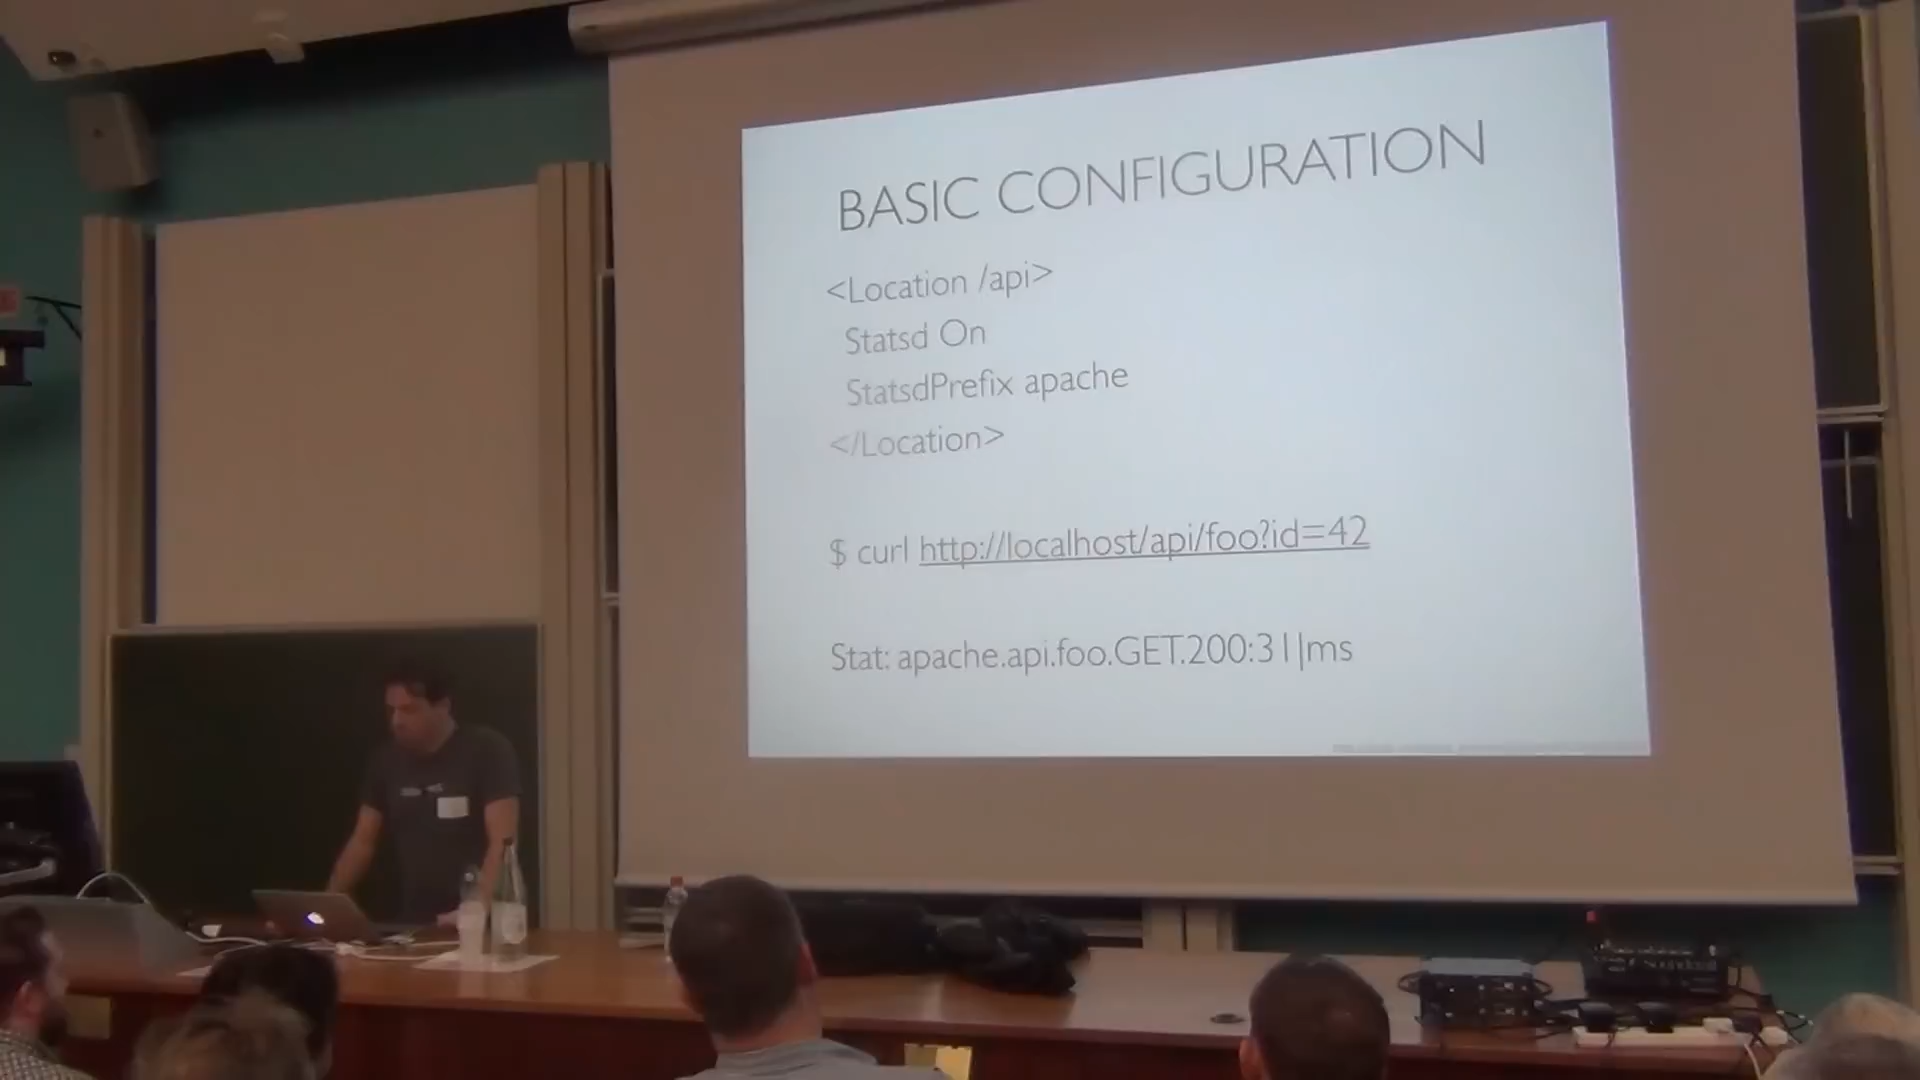 BASIC CONFIGURATION
<Location /api>
Statsd On
StatsdPrefix apache
</Location>
$ curl http://localhost/api/foo?id=42
Stat: apache.api.foo.GET.200:31|ms